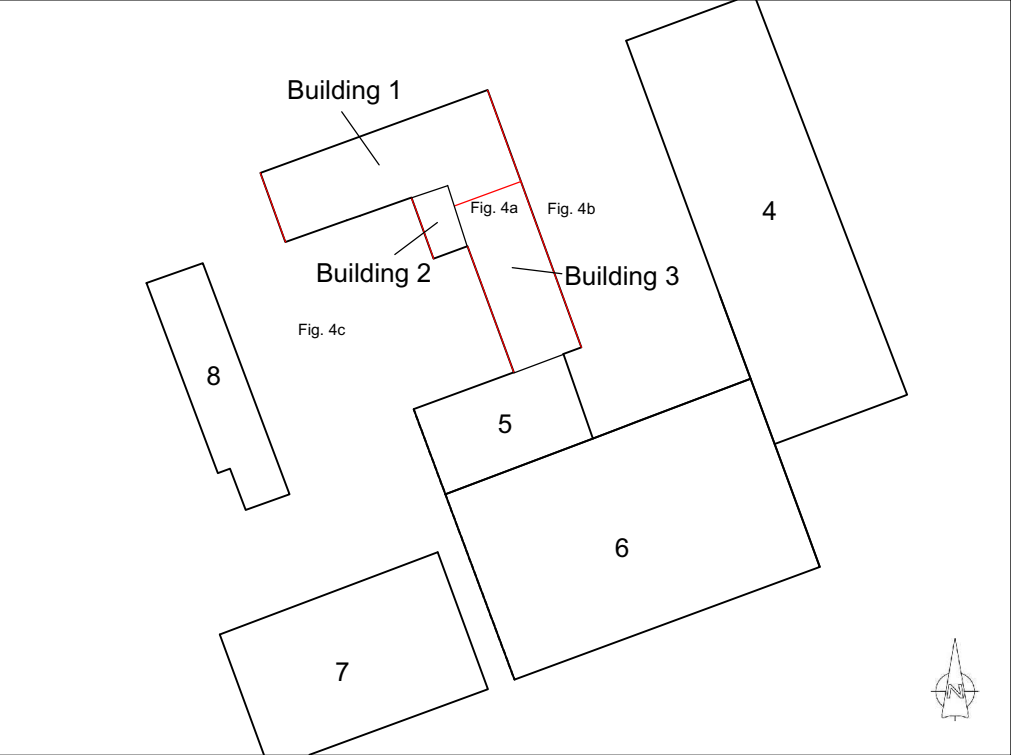 Building 1
Fig. 4a
Fig. 4b
4
Building 2
Building 3
Fig. 4c
8
5
6
7
N